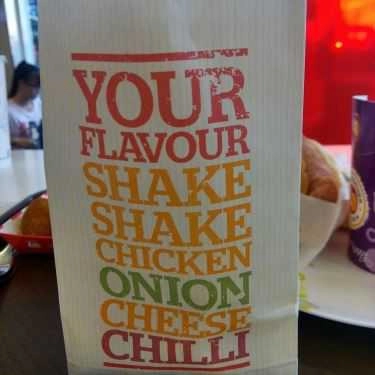 YOUR
FLAVOUR
SHAKE
SHAKE
CHICKEN
ONION
CHEESE
CHILLI